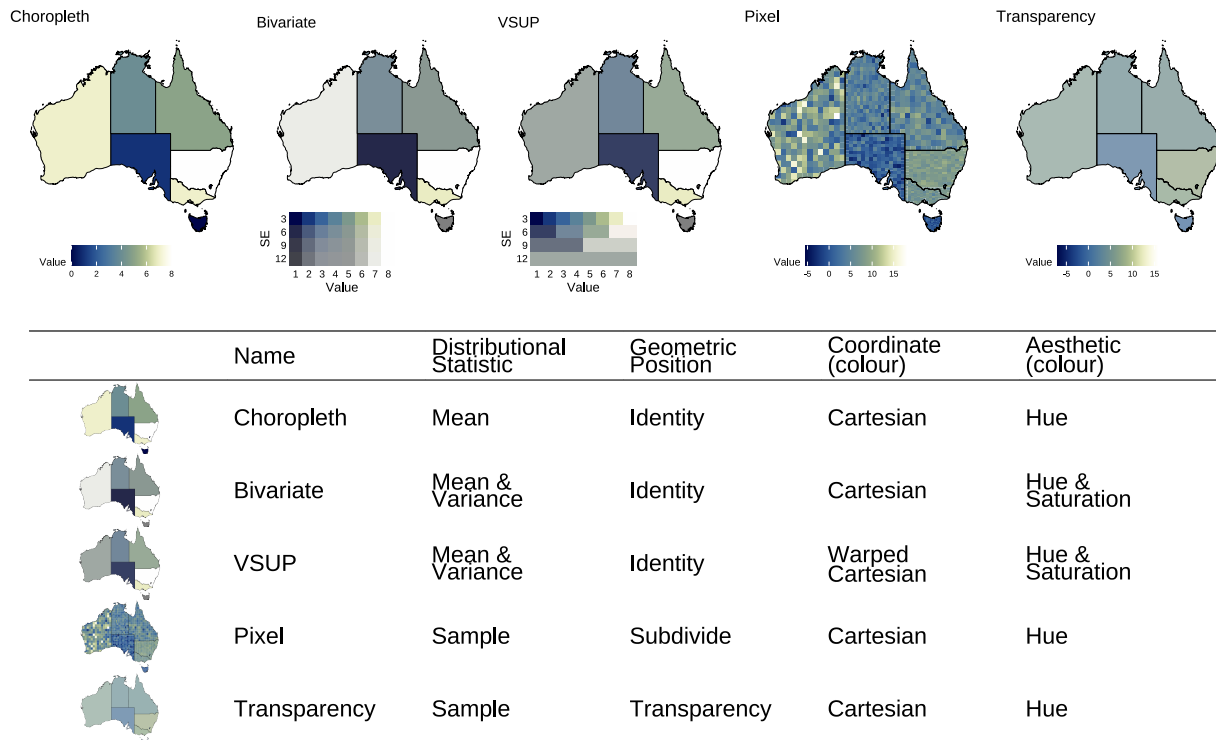 Choropleth
Bivariate
VSUP
Pixel
Transparency
SE
3
6
9
12
1 2 3 4 5 6 7 8
Value
SE
3
6
9
12
1 2 3 4 5 6 7 8
Value
Value
0 2 4 6 8
Value
-5 0 5 10 15
Value
-5 0 5 10 15
Name
Distributional
Statistic
Geometric
Position
Coordinate
(colour)
Aesthetic
(colour)
Choropleth Mean Identity Cartesian Hue
Bivariate
Mean &
Variance
Identity
Cartesian
Hue &
Saturation
VSUP
Mean &
Variance
Identity
Warped
Cartesian
Hue &
Saturation
Pixel Sample Subdivide Cartesian Hue
Transparency Sample Transparency Cartesian Hue